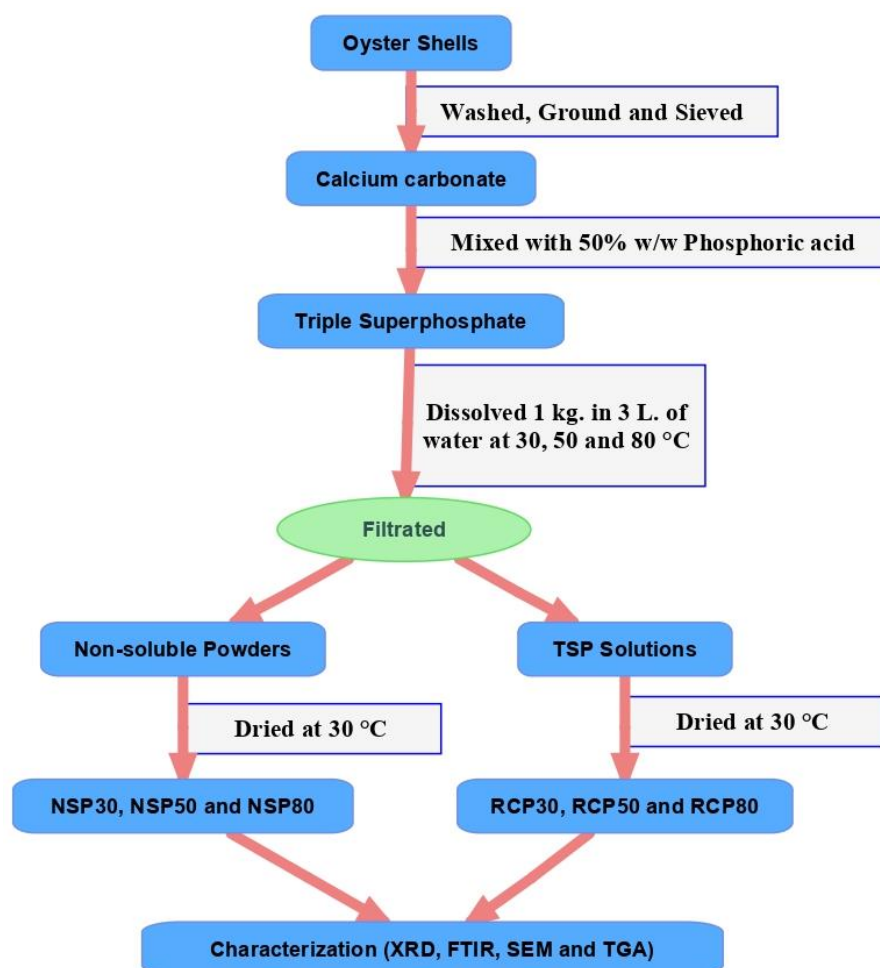 Oyster Shells
Washed, Ground and Sieved
Calcium carbonate
Mixed with 50% w/w Phosphoric acid
Triple Superphosphate
Dissolved 1 kg. in 3 L. of
water at 30, 50 and 80 °C
Filtrated
Non-soluble Powders
TSP Solutions
Dried at 30 °C
Dried at 30 °C
NSP30, NSP50 and NSP80
RCP30, RCP50 and RCP80
Characterization (XRD, FTIR, SEM and TGA)